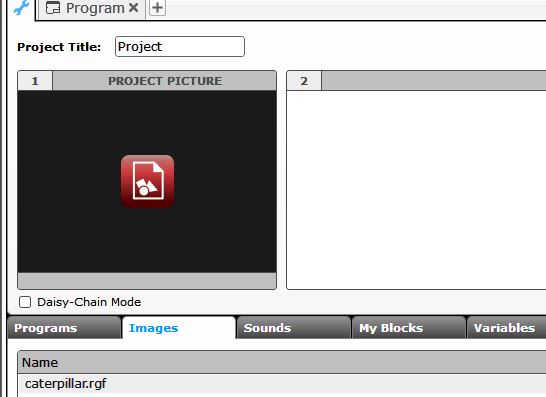 Program
Project Title: Project
1 PROJECT PICTURE 2
Daisy-Chain Mode
Programs Images Sounds My Blocks Variables
Name
caterpillar.rgf